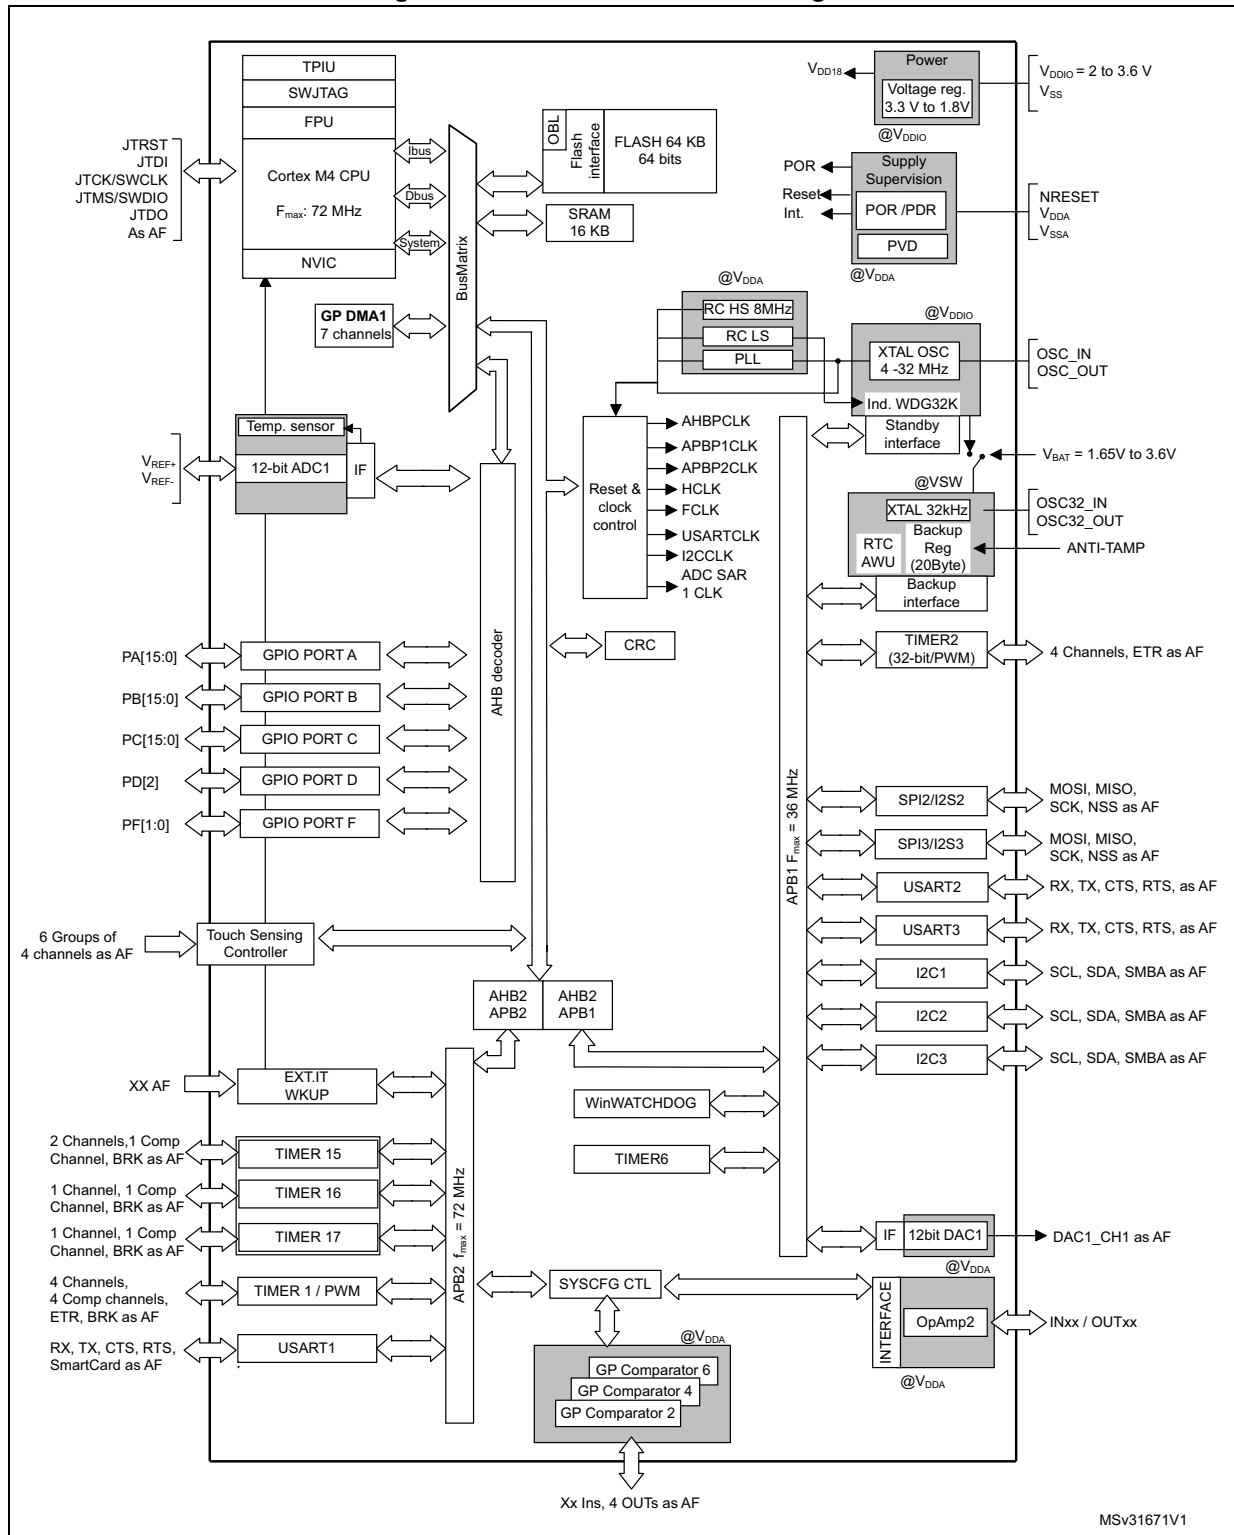 TPIU
SWJTAG
FPU
Cortex M4 CPU
Fmax: 72 MHz
NVIC
JTRST
JTDI
JTCK/SWCLK
JTMS/SWDIO
JTDO
As AF
Ibus
Dbus
System
BusMatrix
OBL
Flash
interface
FLASH 64 KB
64 bits
SRAM
16 KB
GP DMA1
7 channels
VDD18
Power
Voltage reg.
3.3 V to 1.8V
@VDDIO
VDDIO = 2 to 3.6 V
VSS
POR
Reset
Int.
Supply
Supervision
POR /PDR
PVD
@VDDA
NRESET
VDDA
VSSA
@VDDA
RC HS 8MHz
RC LS
PLL
@VDDIO
XTAL OSC
4 -32 MHz
Ind. WDG32K
Standby
interface
OSC_IN
OSC_OUT
VBAT = 1.65V to 3.6V
@VSW
XTAL 32kHz
RTC
AWU
Backup
Reg
(20Byte)
Backup
interface
OSC32_IN
OSC32_OUT
ANTI-TAMP
VREF+
VREF-
Temp. sensor
12-bit ADC1
IF
Reset &
clock
control
AHBPCLK
APBP1CLK
APBP2CLK
HCLK
FCLK
USARTCLK
I2CCLK
ADC SAR
1 CLK
CRC
AHB decoder
PA[15:0]
GPIO PORT A
PB[15:0]
GPIO PORT B
PC[15:0]
GPIO PORT C
PD[2]
GPIO PORT D
PF[1:0]
GPIO PORT F
6 Groups of
4 channels as AF
Touch Sensing
Controller
AHB2
APB2
AHB2
APB1
APB1 Fmax = 36 MHz
TIMER2
(32-bit/PWM)
4 Channels, ETR as AF
SPI2/I2S2
MOSI, MISO,
SCK, NSS as AF
SPI3/I2S3
MOSI, MISO,
SCK, NSS as AF
USART2
RX, TX, CTS, RTS, as AF
USART3
RX, TX, CTS, RTS, as AF
I2C1
SCL, SDA, SMBA as AF
I2C2
SCL, SDA, SMBA as AF
I2C3
SCL, SDA, SMBA as AF
WinWATCHDOG
TIMER6
IF
12bit DAC1
@VDDA
DAC1_CH1 as AF
XX AF
EXT.IT
WKUP
2 Channels,1 Comp
Channel, BRK as AF
TIMER 15
1 Channel, 1 Comp
Channel, BRK as AF
TIMER 16
1 Channel, 1 Comp
Channel, BRK as AF
TIMER 17
4 Channels,
4 Comp channels,
ETR, BRK as AF
TIMER 1 / PWM
RX, TX, CTS, RTS,
SmartCard as AF
USART1
APB2 fmax = 72 MHz
SYSCFG CTL
INTERFACE
OpAmp2
@VDDA
INxx / OUTxx
@VDDA
GP Comparator 6
GP Comparator 4
GP Comparator 2
Xx Ins, 4 OUTs as AF
MSv31671V1